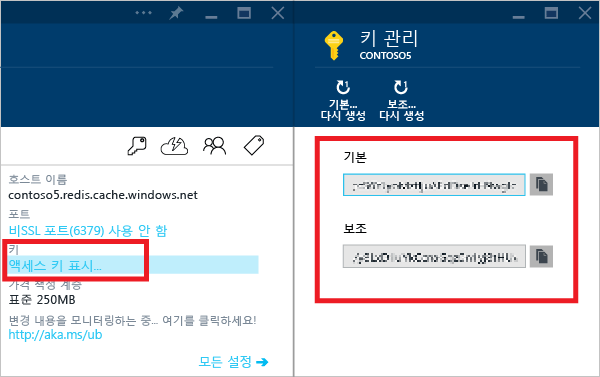 호스트 이름
contoso5.redis.cache.windows.net
포트
비SSL 포트(6379) 사용 안 함
키
액세스 키 표시...
가격 책정 계층
표준 250MB
변경 내용을 모니터링하는 중... 여기를 클릭하세요!
http://aka.ms/ub
모든 설정
키 관리
CONTOSO5
기본...
다시 생성
보조...
다시 생성
기본
보조